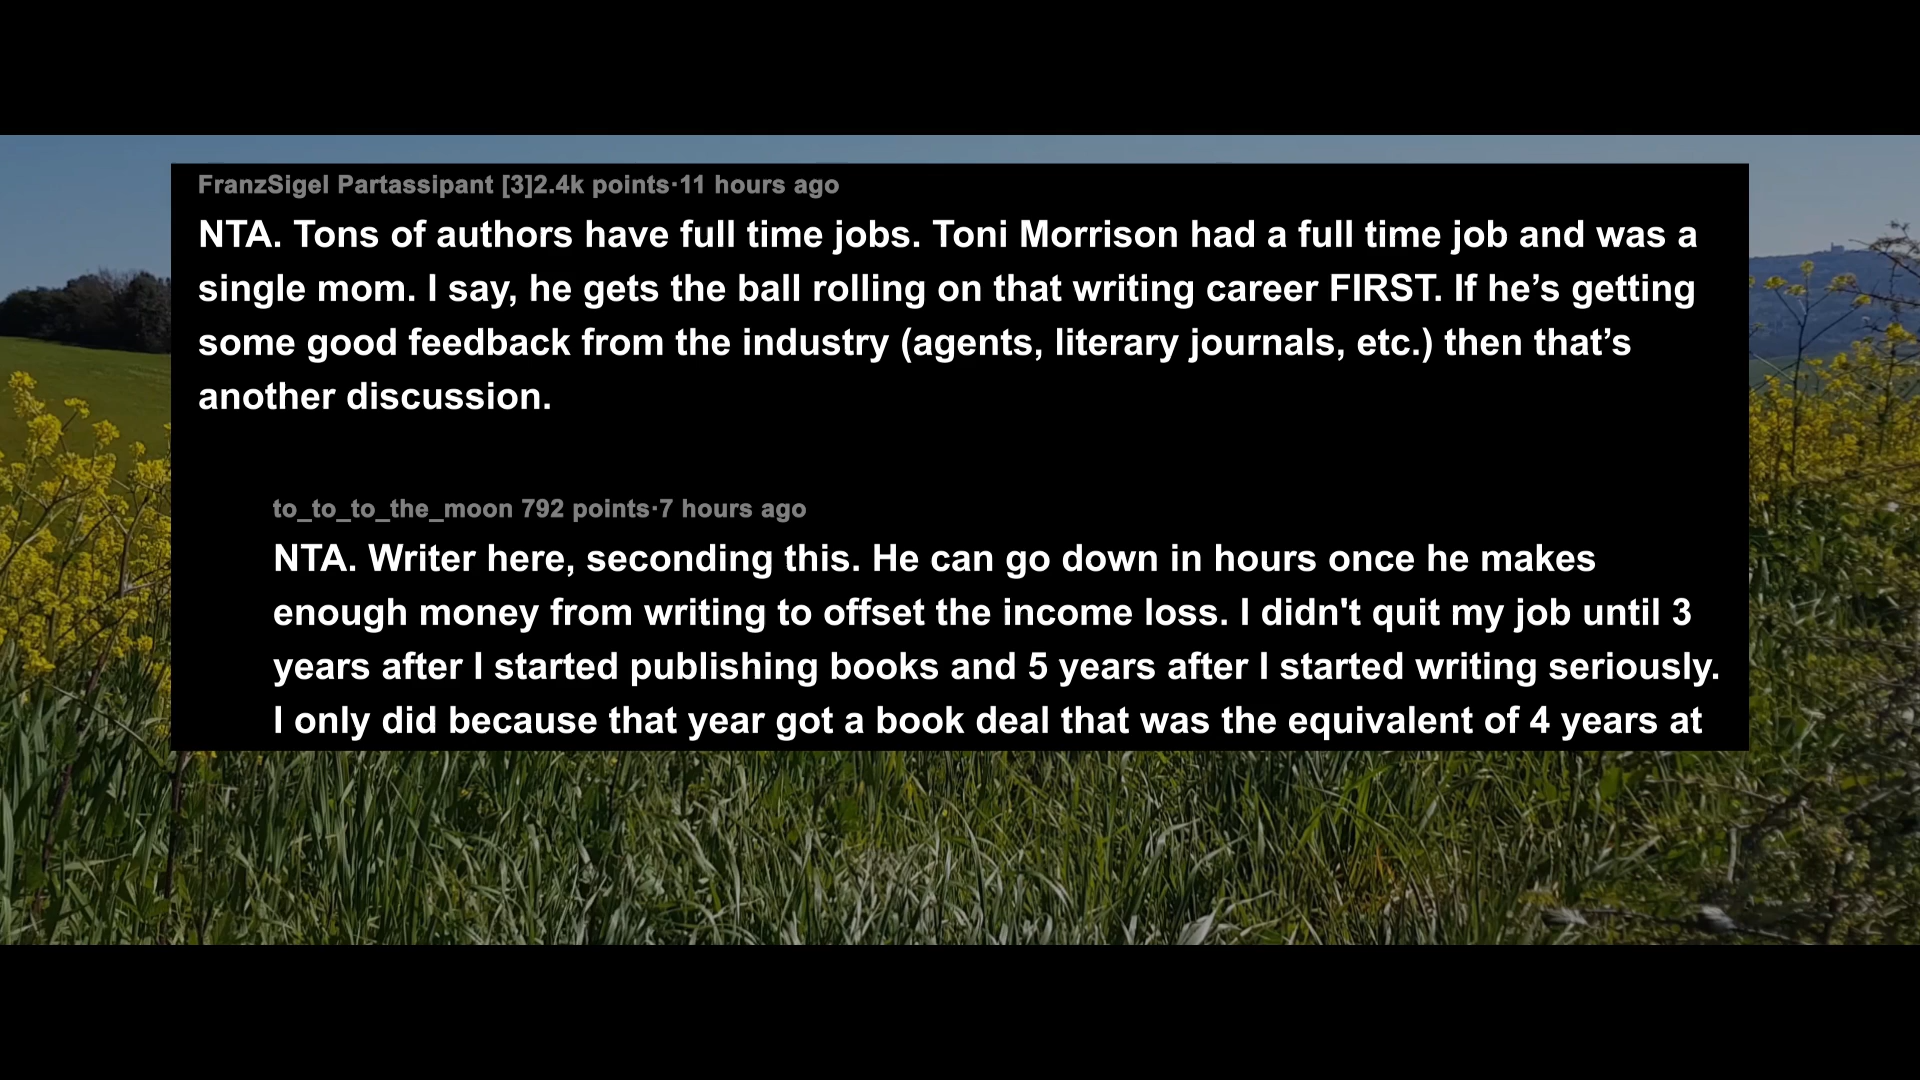 FranzSigel Partassipant [3]2.4k points·11 hours ago
NTA. Tons of authors have full time jobs. Toni Morrison had a full time job and was a
single mom. I say, he gets the ball rolling on that writing career FIRST. If he’s getting
some good feedback from the industry (agents, literary journals, etc.) then that’s
another discussion.
to_to_to_the_moon 792 points·7 hours ago
NTA. Writer here, seconding this. He can go down in hours once he makes
enough money from writing to offset the income loss. I didn't quit my job until 3
years after I started publishing books and 5 years after I started writing seriously.
I only did because that year got a book deal that was the equivalent of 4 years at